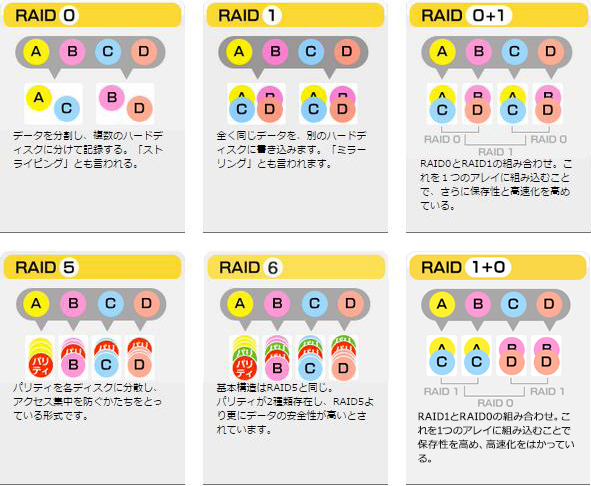 RAID 0
A B C D
A
C
B
D
データを分割し、複数のハードデ
ィスクに分けて記録する。「スト
ライピング」とも言われる。
RAID 1
A B C D
A B A B
C D C D
全く同じデータを、別のハードデ
ィスクに書き込みます。「ミラー
リング」とも言われます。
RAID 0+1
A B C D
A B A B
C D C D
RAID 0 RAID 0
RAID 1
RAID0とRAID1の組み合わせ。こ
れを１つのアレイに組み込むこと
で、さらに保存性と高速化を高め
ている。
RAID 5
A B C D
パリ
ティ
B C D
パリティを各ディスクに分散し、
アクセス集中を防ぐかたちをとっ
ている形式です。
RAID 6
A B C D
パリ
ティ
B C D
基本構造はRAID5と同じ。
パリティが2種類存在し、RAID5よ
り更にデータの安全性が高いとさ
れています。
RAID 1+0
A B C D
A A B B
C C D D
RAID 1 RAID 1
RAID 0
RAID1とRAID0の組み合わせ。こ
れを1つのアレイに組み込むことで
保存性を高め、高速化をはかってい
る。